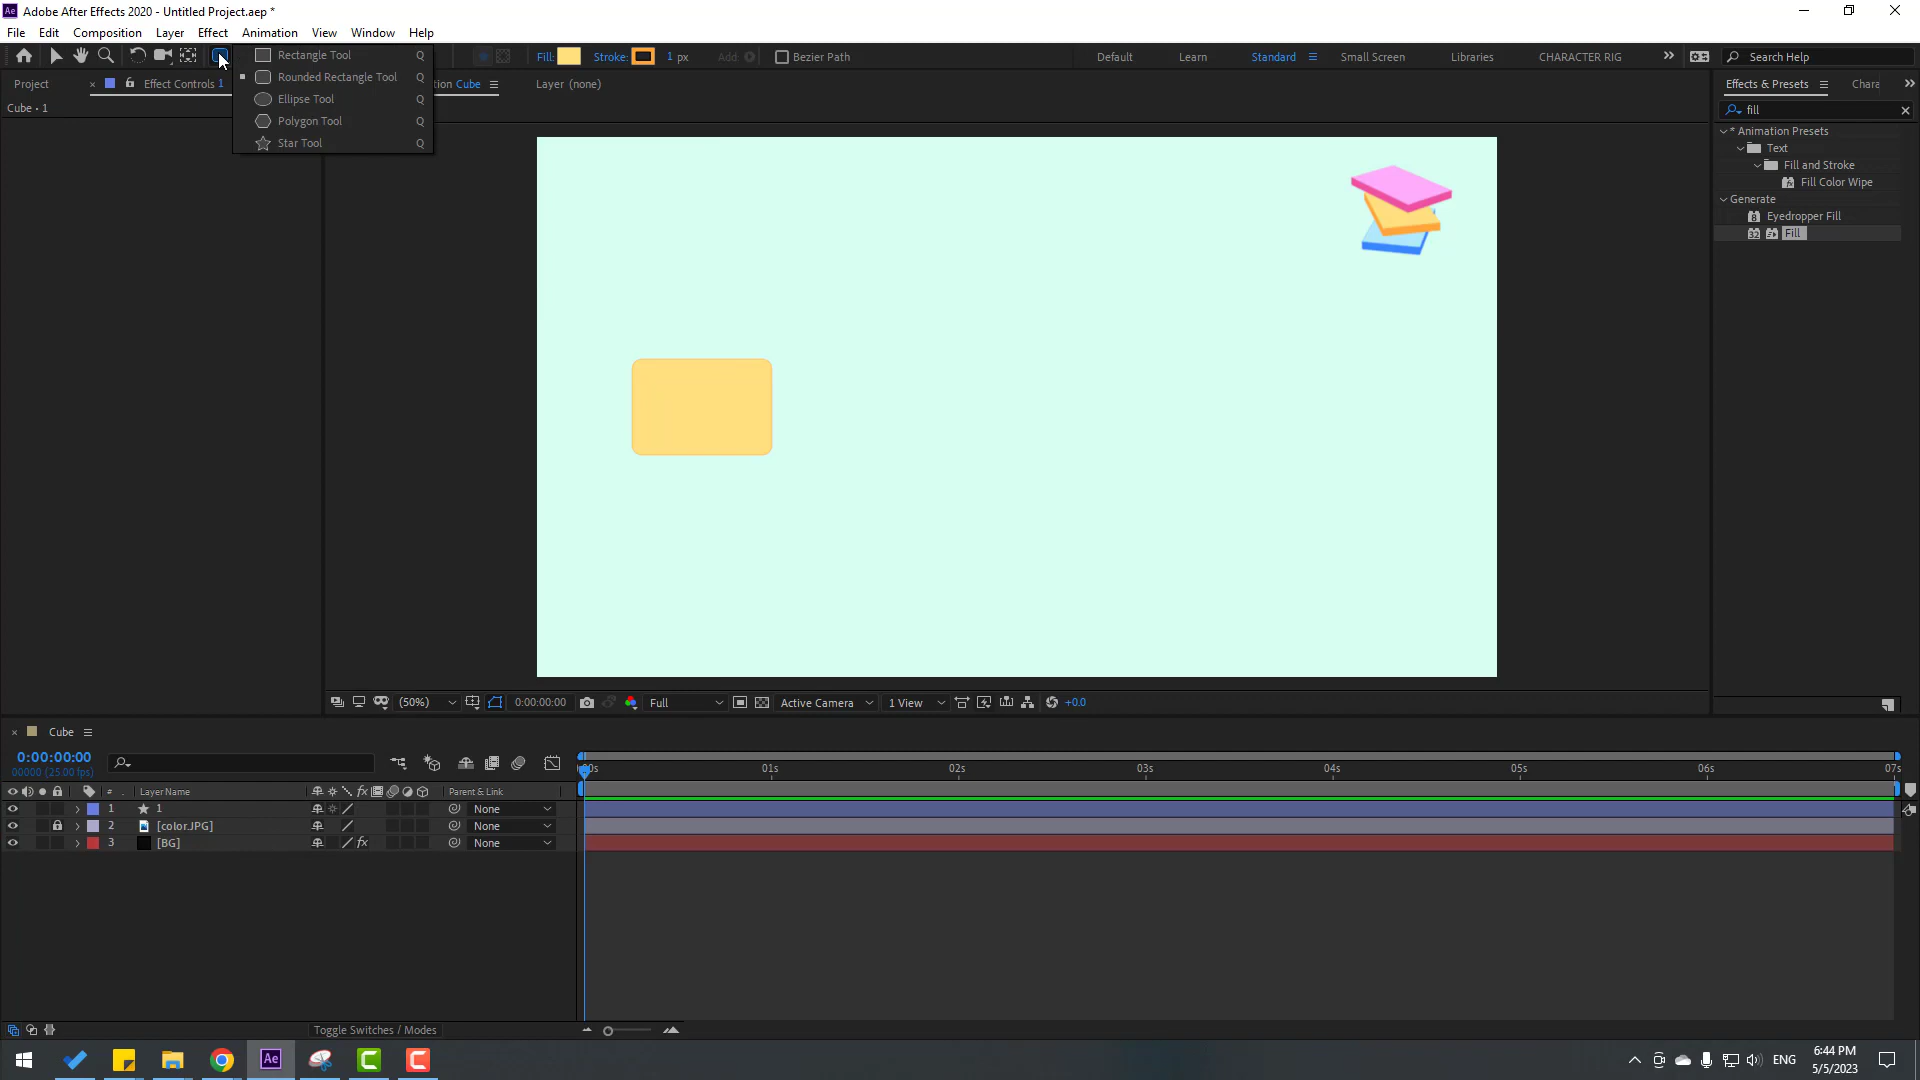 Ae Adobe After Effects 2020 - Untitled Project.aep *
File Edit Composition Layer Effect Animation View Window Help
Fill: Stroke: 1 px Add: Bezier Path Default Learn Standard Small Screen Libraries CHARACTER RIG Search Help
Rectangle Tool Q
Rounded Rectangle Tool Q
Ellipse Tool Q
Polygon Tool Q
Star Tool Q
Project Effect Controls 1 tion Cube Layer (none)
Cube • 1
Effects & Presets Chara
fill
* Animation Presets
Text
Fill and Stroke
Fill Color Wipe
Generate
Eyedropper Fill
32 Fill
(50%) 0:00:00:00 Full Active Camera 1 View +0.0
Cube
0:00:00:00
00000 (25.00 fps)
00s 01s 02s 03s 04s 05s 06s 07s
# Layer Name fx Parent & Link
1 1 None
2 [color.JPG] None
3 [BG] fx None
Toggle Switches / Modes
Ae ENG 6:44 PM
5/5/2023